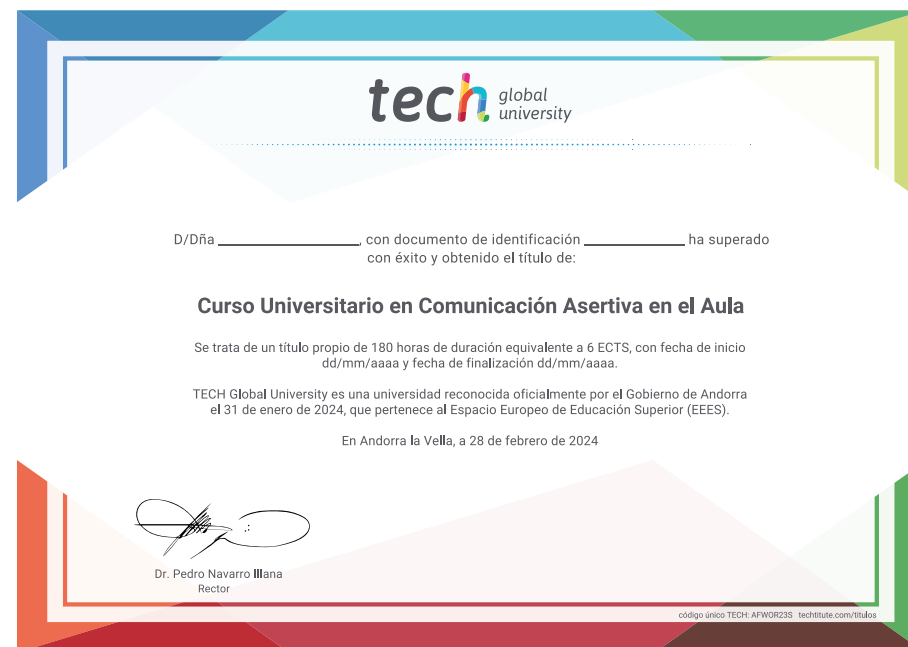 tech global university
D/Dña __________________, con documento de identificación _____________ ha superado
con éxito y obtenido el título de:
Curso Universitario en Comunicación Asertiva en el Aula
Se trata de un título propio de 180 horas de duración equivalente a 6 ECTS, con fecha de inicio
dd/mm/aaaa y fecha de finalización dd/mm/aaaa.
TECH Global University es una universidad reconocida oficialmente por el Gobierno de Andorra
el 31 de enero de 2024, que pertenece al Espacio Europeo de Educación Superior (EEES).
En Andorra la Vella, a 28 de febrero de 2024
Dr. Pedro Navarro Illana
Rector
código único TECH: AFWOR23S techtitute.com/titulos